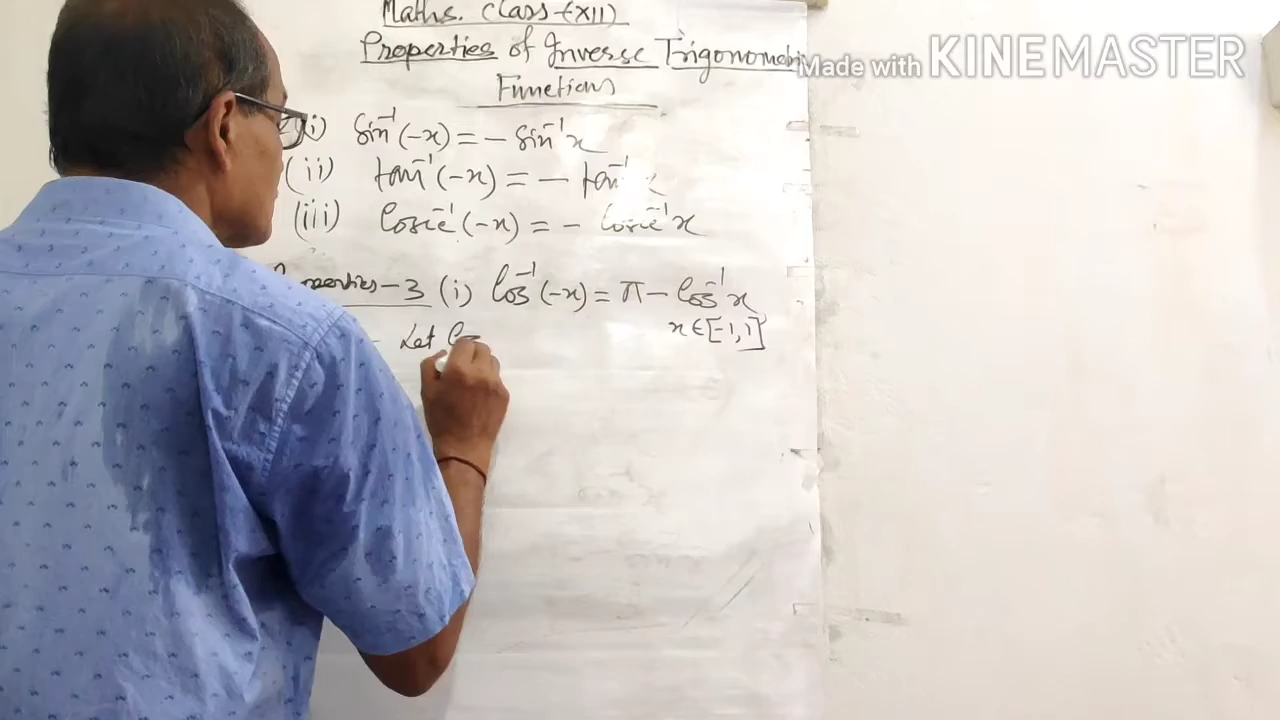 Maths. Class-(XII)
Properties of Inverse Trigonometric
Functions
Made with KINEMASTER
(i) Sin⁻¹(-x) = - Sin⁻¹x
(ii) tan⁻¹(-x) = - tan⁻¹x
(iii) Cosec⁻¹(-x) = - Cosec⁻¹x
Properties-3 (i) Cos⁻¹(-x) = π - Cos⁻¹x
x ∈ [-1, 1]
Let